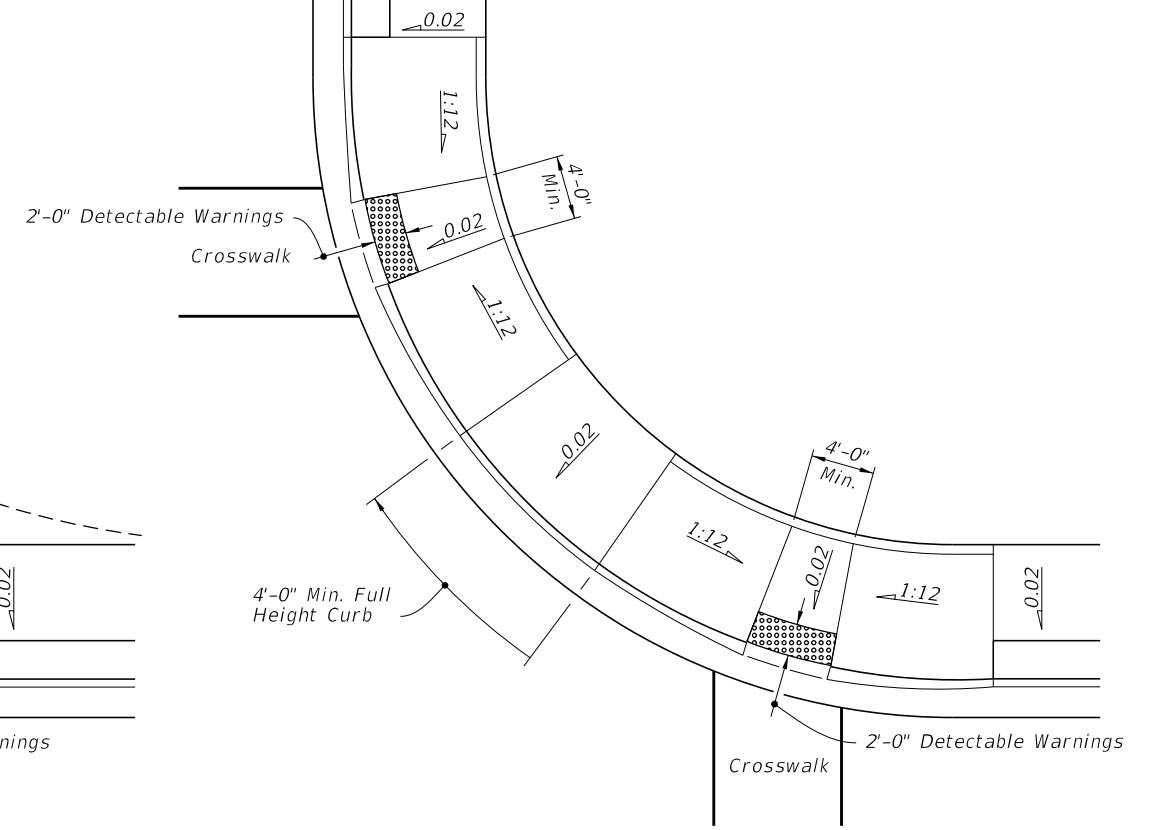 0.02
1:12
4'-0"
Min.
2'-0" Detectable Warnings
0.02
Crosswalk
1:12
0.02
4'-0"
Min.
1:12
0.02
1:12
0.02
0.02
4'-0" Min. Full
Height Curb
nings
2'-0" Detectable Warnings
Crosswalk